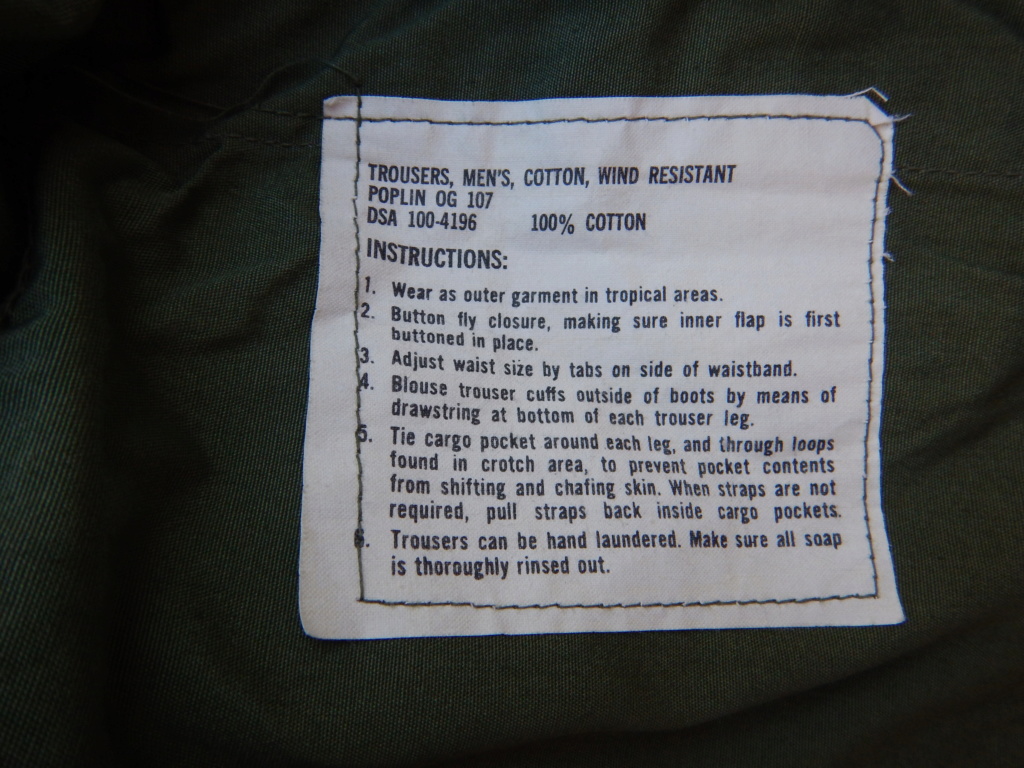 TROUSERS, MEN'S, COTTON, WIND RESISTANT
POPLIN OG 107
DSA 100-4196 100% COTTON
INSTRUCTIONS:
1. Wear as outer garment in tropical areas.
2. Button fly closure, making sure inner flap is first
buttoned in place.
3. Adjust waist size by tabs on side of waistband.
4. Blouse trouser cuffs outside of boots by means of
drawstring at bottom of each trouser leg.
5. Tie cargo pocket around each leg, and through loops
found in crotch area, to prevent pocket contents
from shifting and chafing skin. When straps are not
required, pull straps back inside cargo pockets.
6. Trousers can be hand laundered. Make sure all soap
is thoroughly rinsed out.